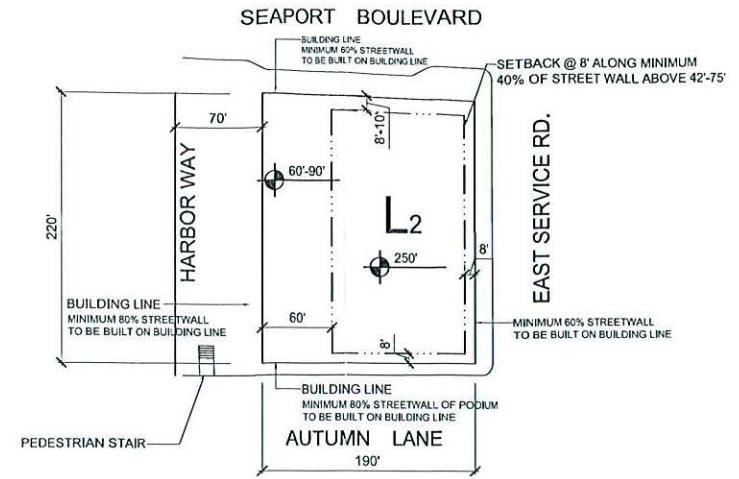 SEAPORT BOULEVARD
BUILDING LINE
MINIMUM 60% STREETWALL
TO BE BUILT ON BUILDING LINE
SETBACK @ 8' ALONG MINIMUM
40% OF STREET WALL ABOVE 42'-75'
70'
8'-10'
220'
HARBOR WAY
60'-90'
L2
250'
EAST SERVICE RD.
8'
BUILDING LINE
MINIMUM 80% STREETWALL
TO BE BUILT ON BUILDING LINE
60'
8'
MINIMUM 60% STREETWALL
TO BE BUILT ON BUILDING LINE
BUILDING LINE
MINIMUM 80% STREETWALL OF PODIUM
TO BE BUILT ON BUILDING LINE
PEDESTRIAN STAIR
AUTUMN LANE
190'